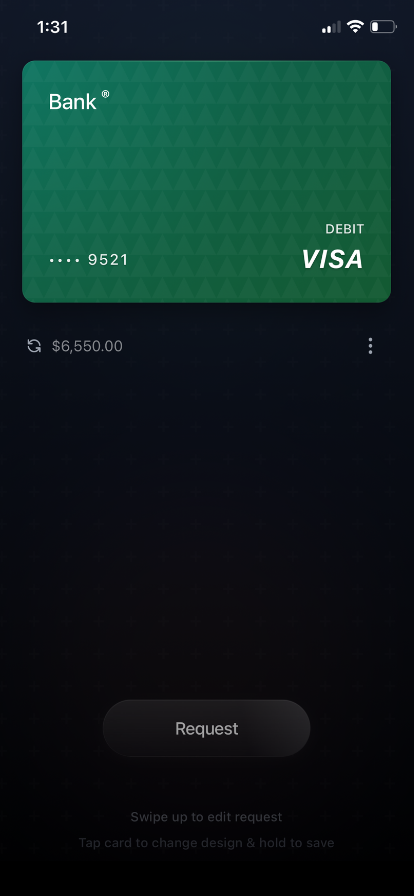 1:31
Bank ®
DEBIT
•••• 9521
VISA
$6,550.00
Request
Swipe up to edit request
Tap card to change design & hold to save